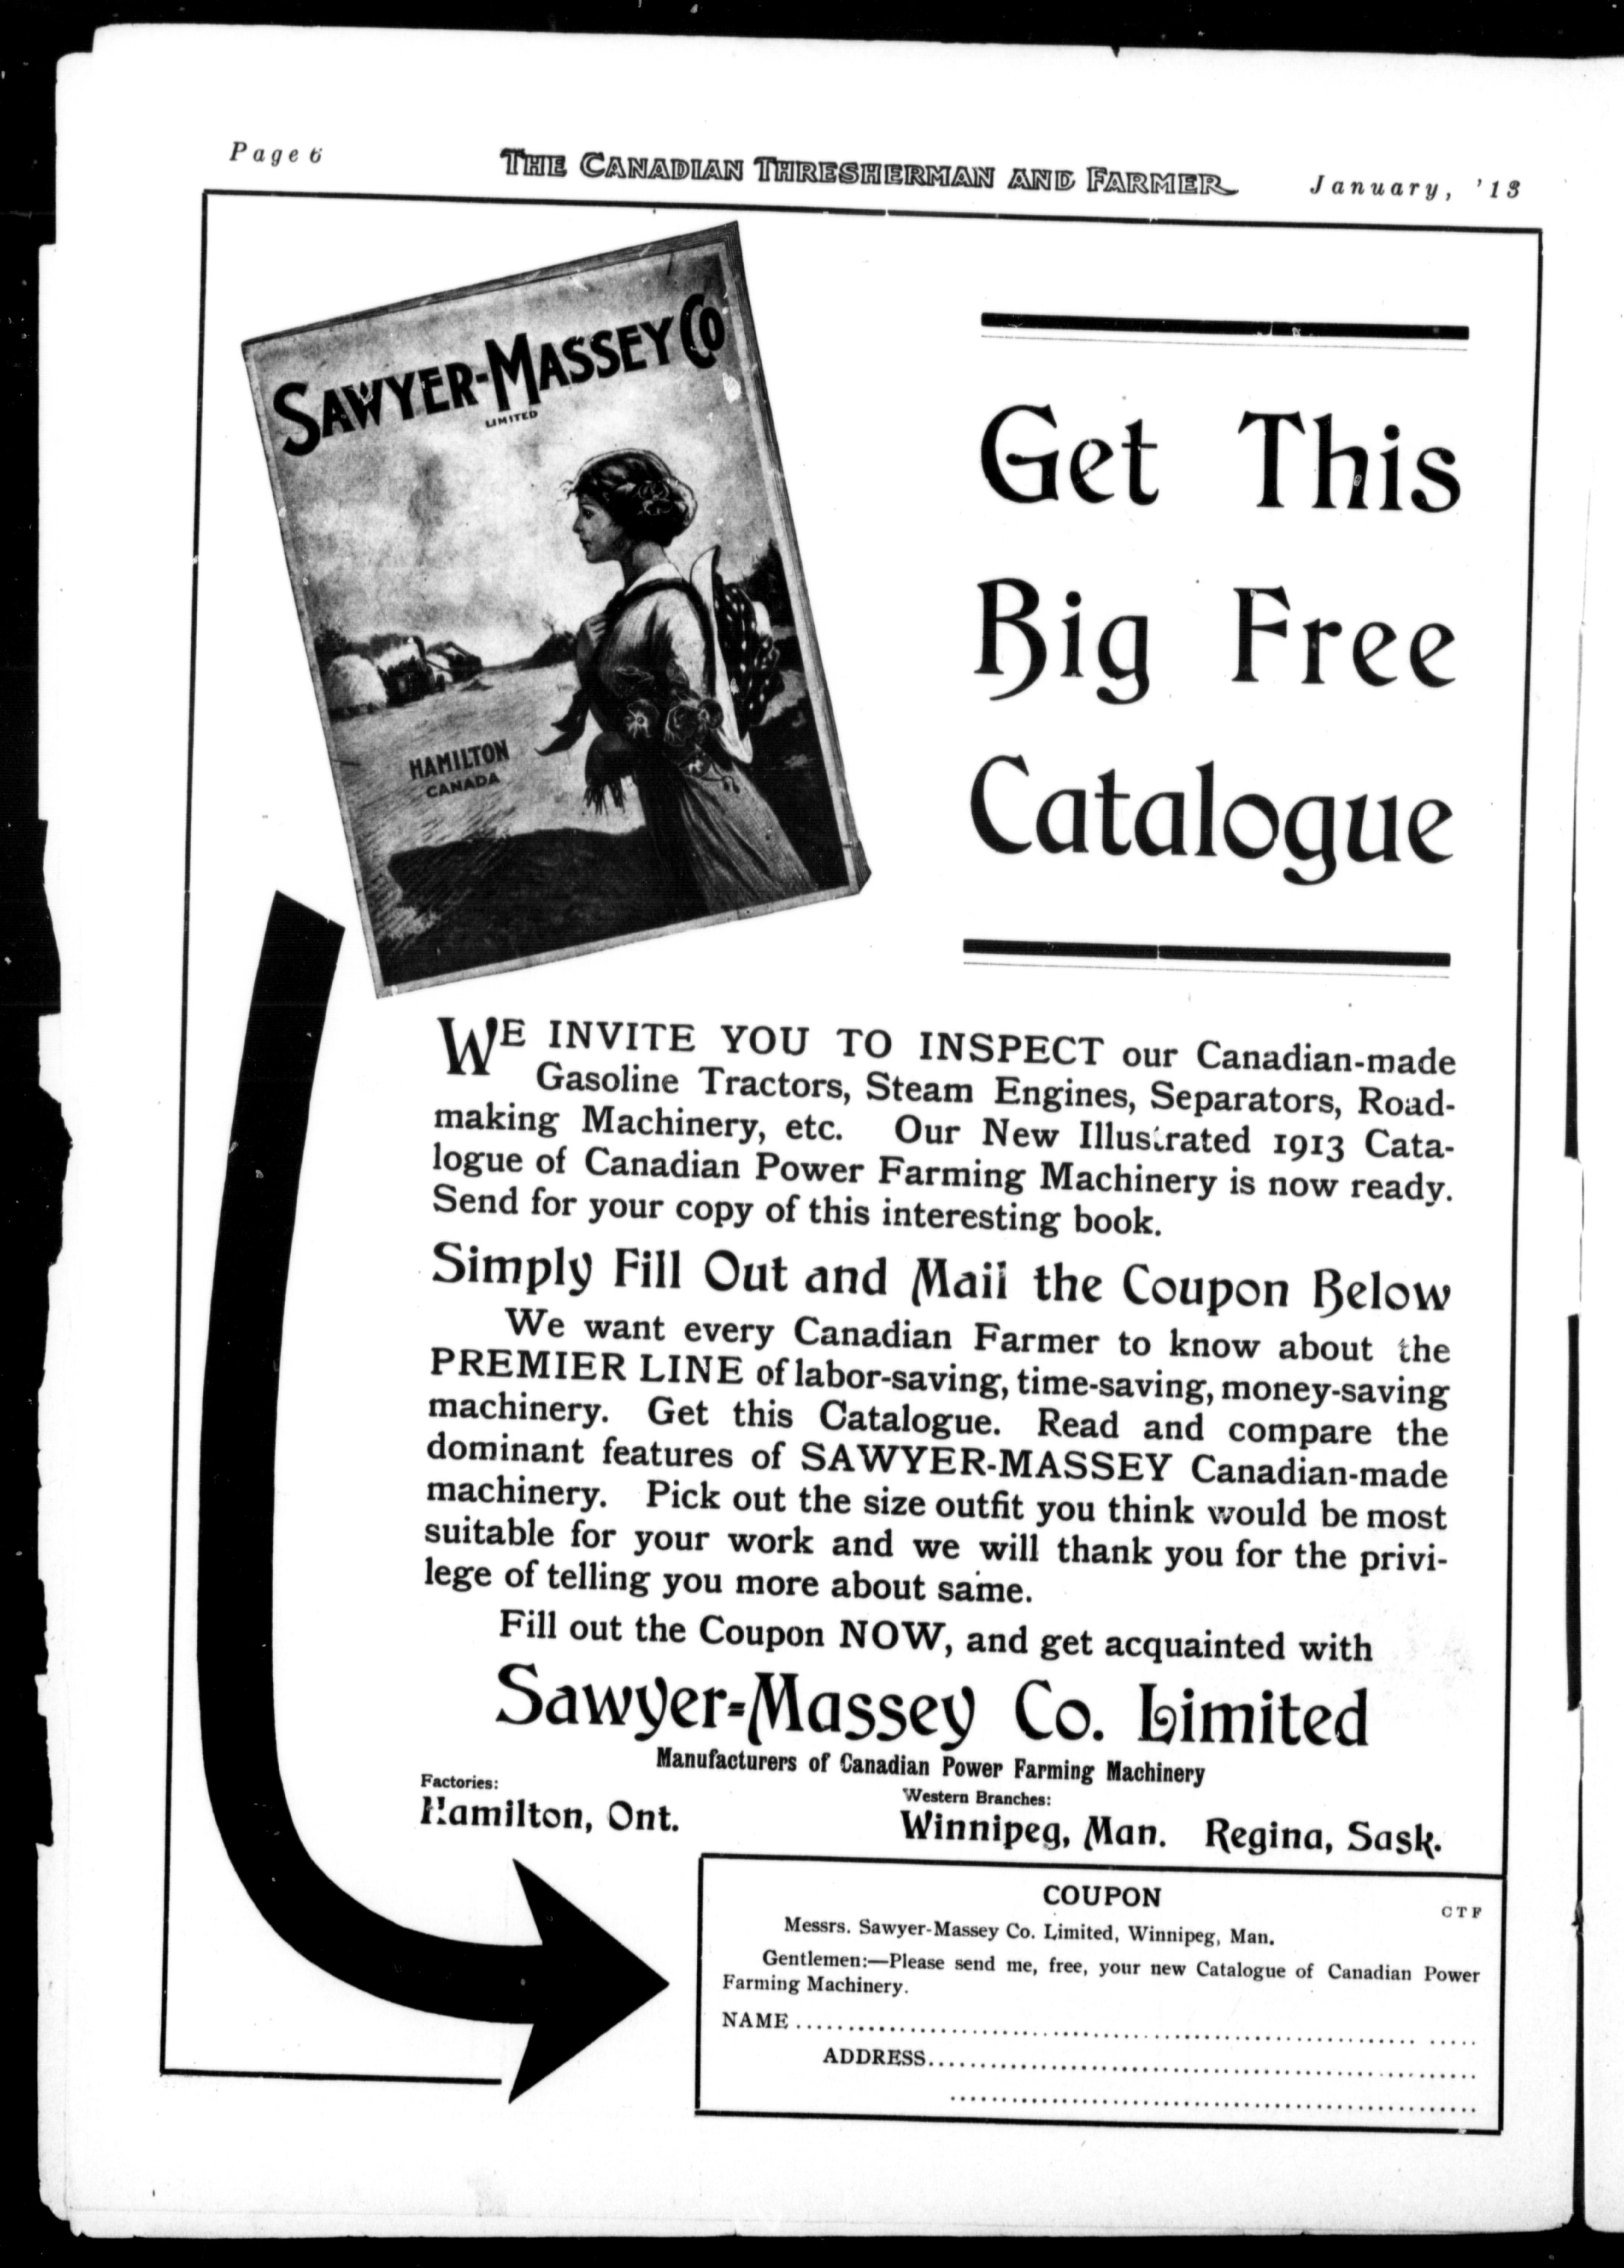 Page 6
THE CANADIAN THRESHERMAN AND FARMER
January, '13
SAWYER-MASSEY CO
LIMITED
HAMILTON
CANADA
Get This
Big Free
Catalogue
WE INVITE YOU TO INSPECT our Canadian-made
Gasoline Tractors, Steam Engines, Separators, Road-
making Machinery, etc. Our New Illustrated 1913 Cata-
logue of Canadian Power Farming Machinery is now ready.
Send for your copy of this interesting book.
Simply Fill Out and Mail the Coupon Below
We want every Canadian Farmer to know about the
PREMIER LINE of labor-saving, time-saving, money-saving
machinery. Get this Catalogue. Read and compare the
dominant features of SAWYER-MASSEY Canadian-made
machinery. Pick out the size outfit you think would be most
suitable for your work and we will thank you for the privi-
lege of telling you more about same.
Fill out the Coupon NOW, and get acquainted with
Sawyer-Massey Co. Limited
Manufacturers of Canadian Power Farming Machinery
Factories:
Hamilton, Ont.
Western Branches:
Winnipeg, Man. Regina, Sask.
COUPON
CTF
Messrs. Sawyer-Massey Co. Limited, Winnipeg, Man.
Gentlemen:—Please send me, free, your new Catalogue of Canadian Power
Farming Machinery.
NAME
ADDRESS